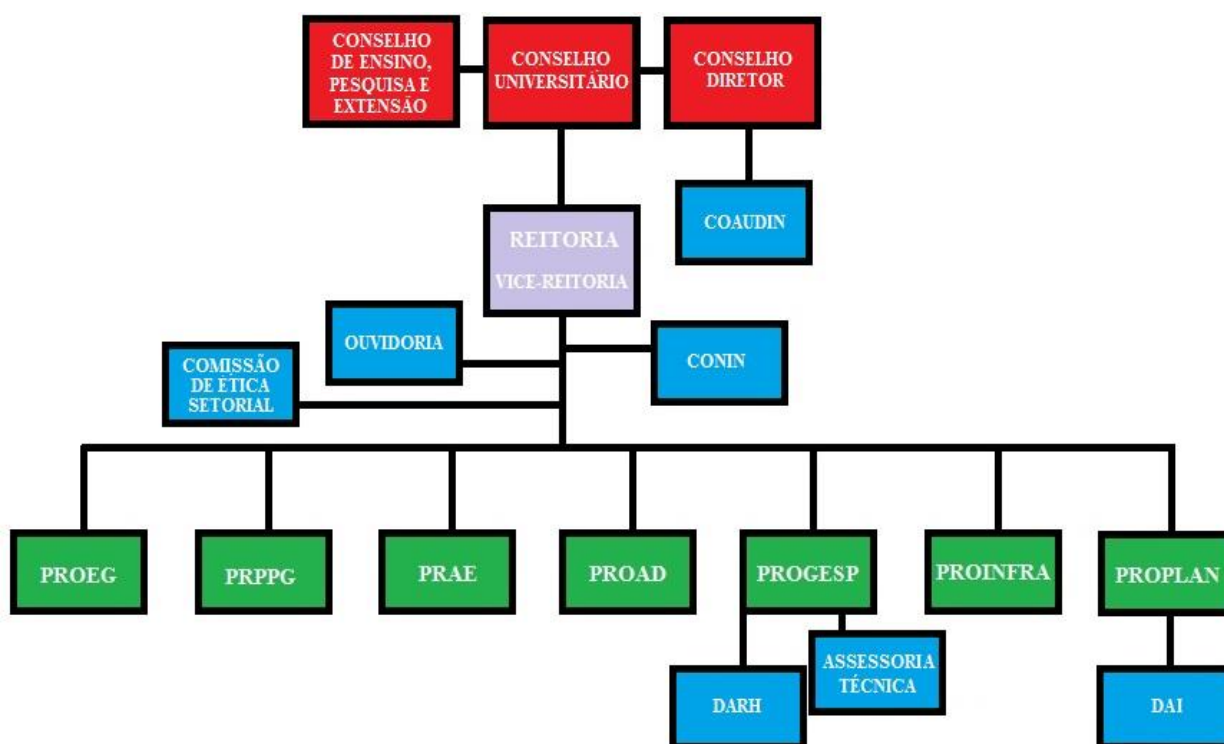 CONSELHO
DE ENSINO,
PESQUISA E
EXTENSÃO
CONSELHO
UNIVERSITÁRIO
CONSELHO
DIRETOR
COAUDIN
REITORIA
VICE-REITORIA
OUVIDORIA
CONIN
COMISSÃO
DE ÉTICA
SETORIAL
PROEG
PRPPG
PRAE
PROAD
PROGESP
PROINFRA
PROPLAN
ASSESSORIA
TÉCNICA
DARH
DAI